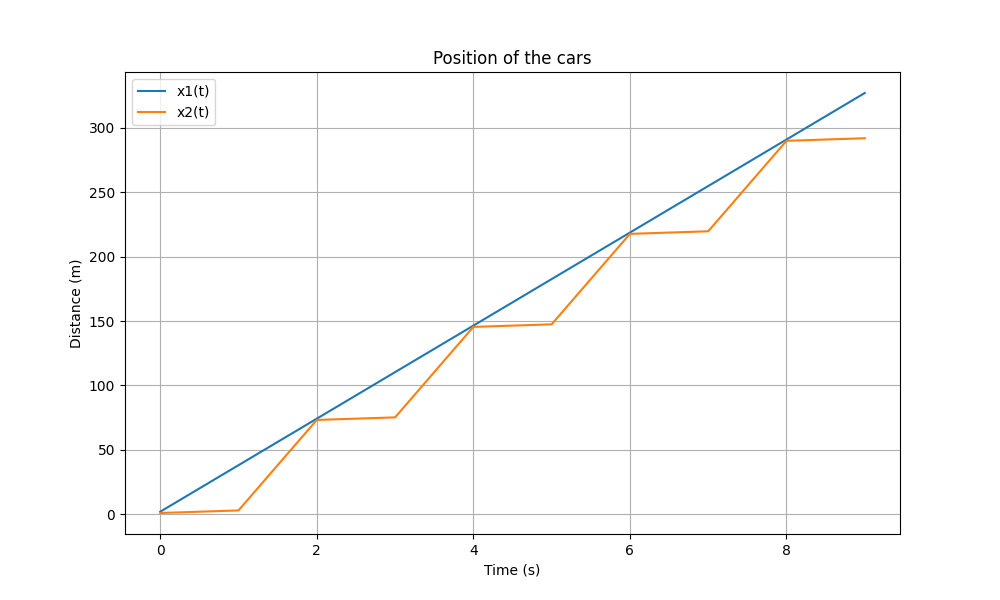 Position of the cars
x1(t)
x2(t)
300
250
200
150
100
50
0
Distance (m)
0 2 4 6 8
Time (s)